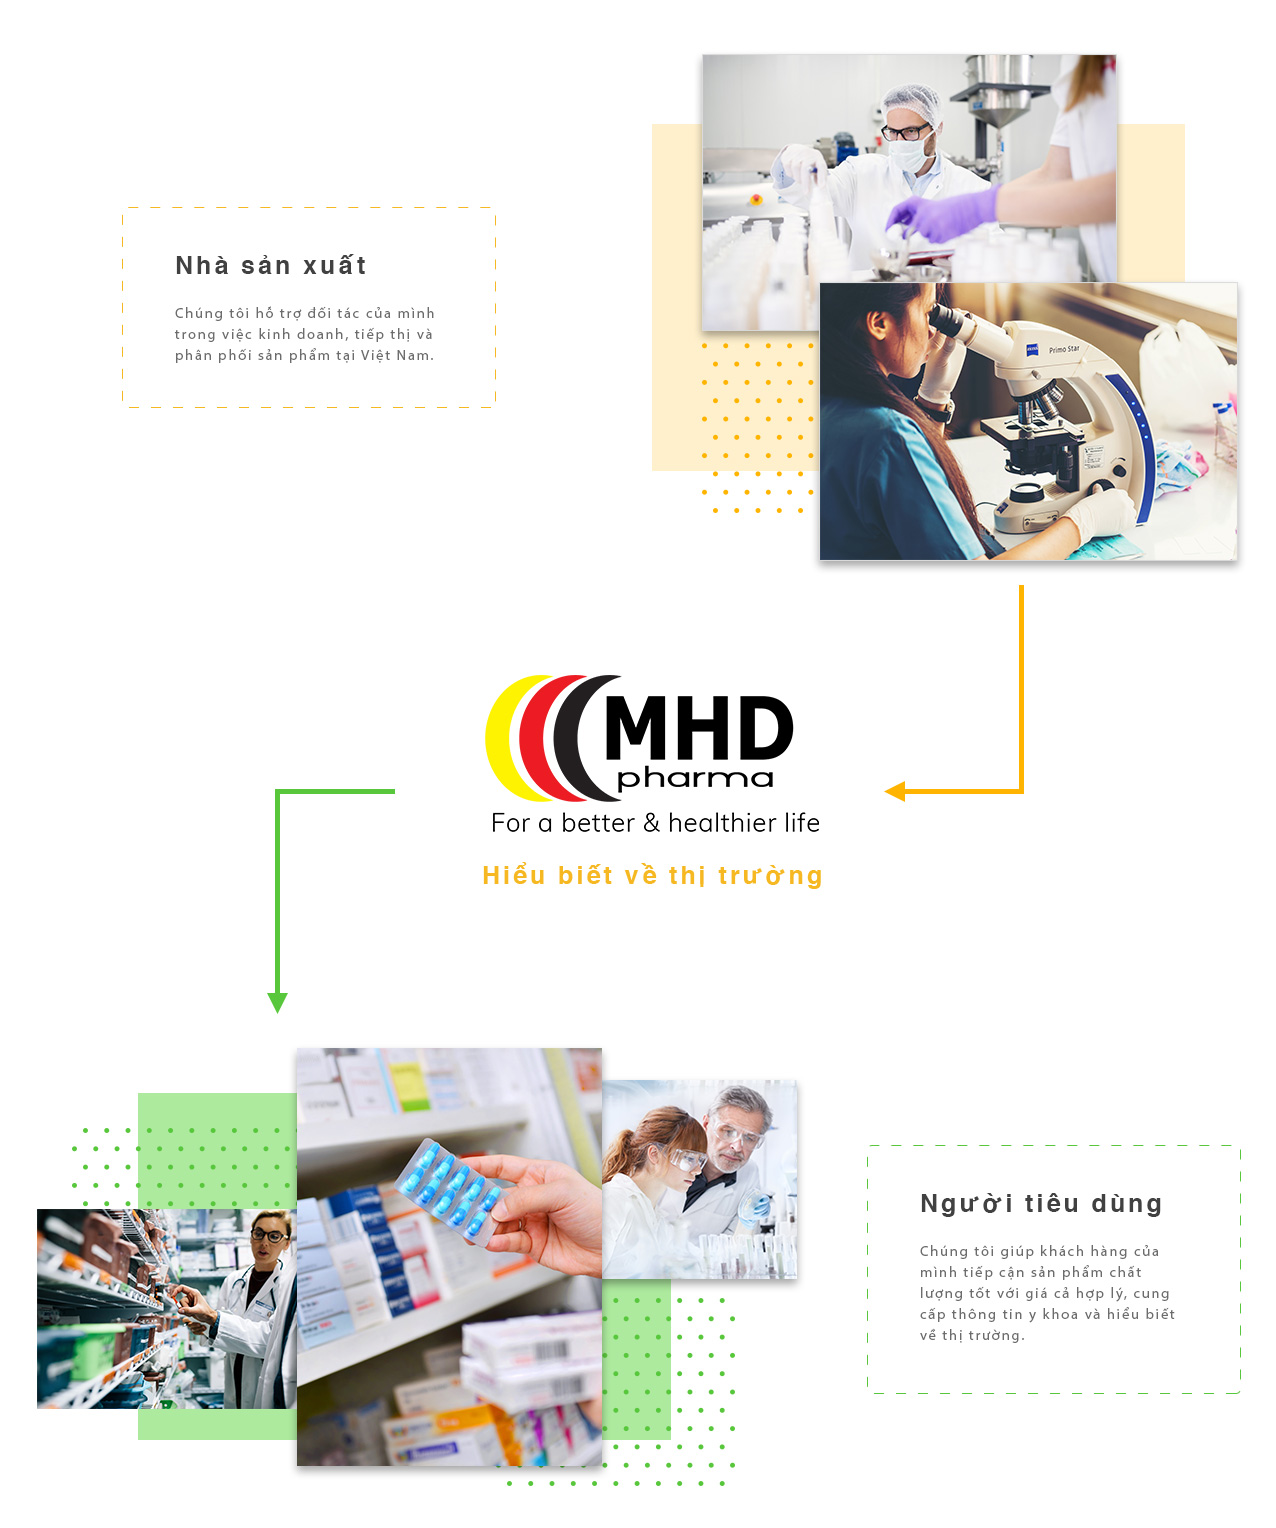 Nhà sản xuất
Chúng tôi hỗ trợ đối tác của mình
trong việc kinh doanh, tiếp thị và
phân phối sản phẩm tại Việt Nam.
Primo Star
MHD
pharma
For a better & healthier life
Hiểu biết về thị trường
Người tiêu dùng
Chúng tôi giúp khách hàng của
mình tiếp cận sản phẩm chất
lượng tốt với giá cả hợp lý, cung
cấp thông tin y khoa và hiểu biết
về thị trường.